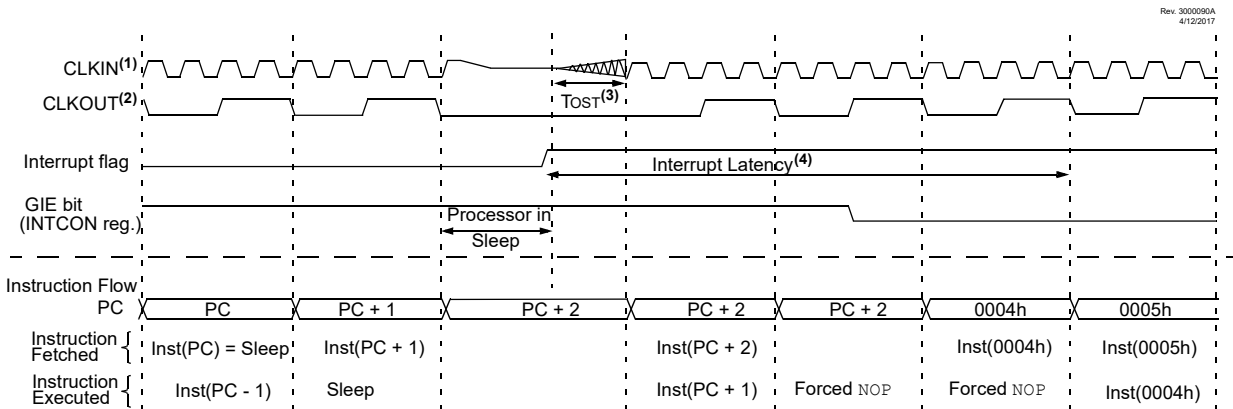 Rev. 3000090A
4/12/2017
CLKIN(1)
CLKOUT(2)
TOST(3)
Interrupt flag
Interrupt Latency(4)
GIE bit
(INTCON reg.)
Processor in
Sleep
Instruction Flow
PC PC PC + 1 PC + 2 PC + 2 PC + 2 0004h 0005h
Instruction
Fetched { Inst(PC) = Sleep Inst(PC + 1) Inst(PC + 2) Inst(0004h) Inst(0005h)
Instruction
Executed { Inst(PC - 1) Sleep Inst(PC + 1) Forced NOP Forced NOP Inst(0004h)